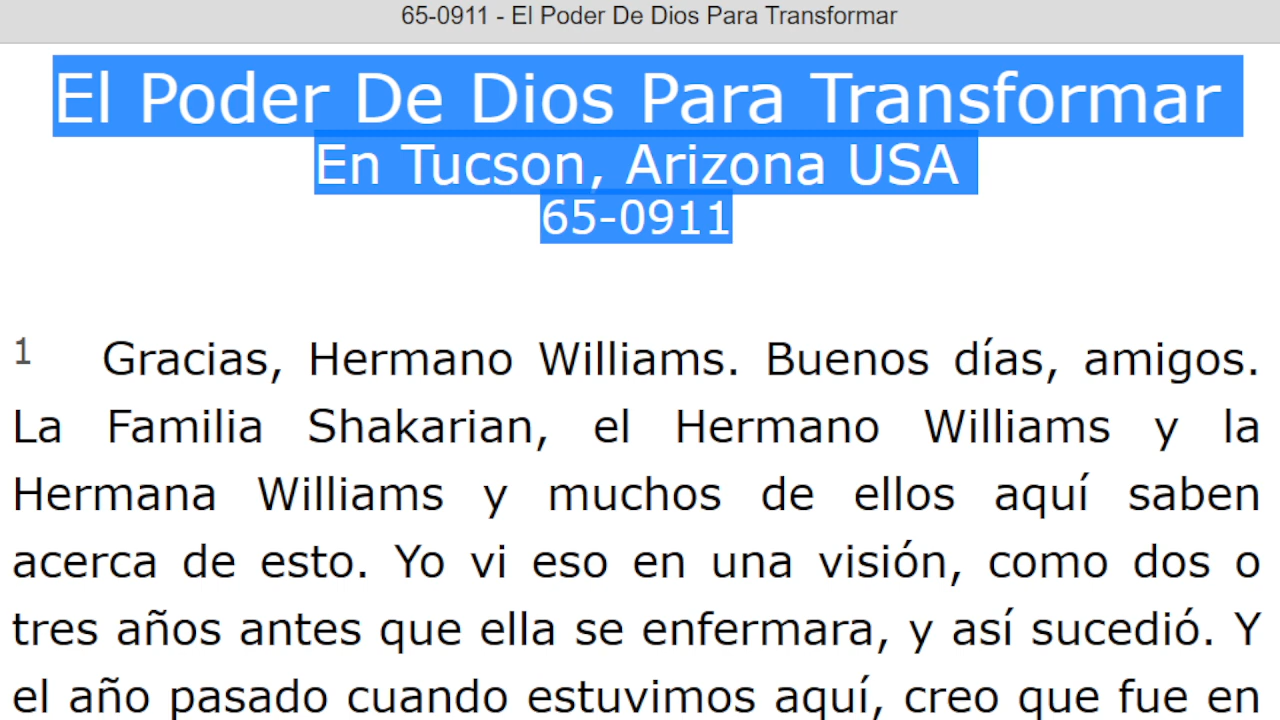 65-0911 - El Poder De Dios Para Transformar
El Poder De Dios Para Transformar
En Tucson, Arizona USA
65-0911
1 Gracias, Hermano Williams. Buenos días, amigos.
La Familia Shakarian, el Hermano Williams y la
Hermana Williams y muchos de ellos aquí saben
acerca de esto. Yo vi eso en una visión, como dos o
tres años antes que ella se enfermara, y así sucedió. Y
el año pasado cuando estuvimos aquí, creo que fue en